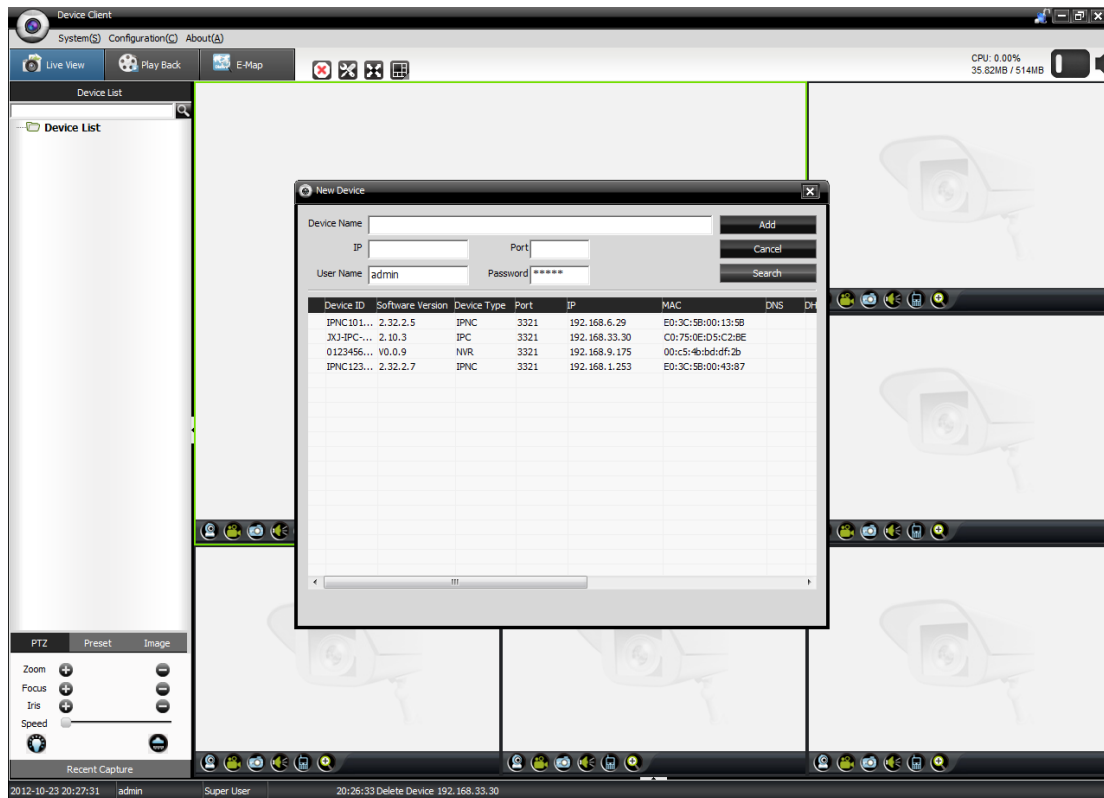 Device Client
System(S) Configuration(C) About(A)
Live View Play Back E-Map
CPU: 0.00%
35.82MB / 514MB
Device List
Device List
New Device
Device Name Add
IP Port Cancel
User Name admin Password ***** Search
Device ID Software Version Device Type Port IP MAC DNS DH
IPNC101... 2.32.2.5 IPNC 3321 192.168.6.29 E0:3C:5B:00:13:5B
JXJ-IPC-... 2.10.3 IPC 3321 192.168.33.30 C0:75:0E:D5:C2:BE
0123456... V0.0.9 NVR 3321 192.168.9.175 00:c5:4b:bd:df:2b
IPNC123... 2.32.2.7 IPNC 3321 192.168.1.253 E0:3C:5B:00:43:87
PTZ Preset Image
Zoom
Focus
Iris
Speed
Recent Capture
2012-10-23 20:27:31 admin Super User 20:26:33 Delete Device 192.168.33.30